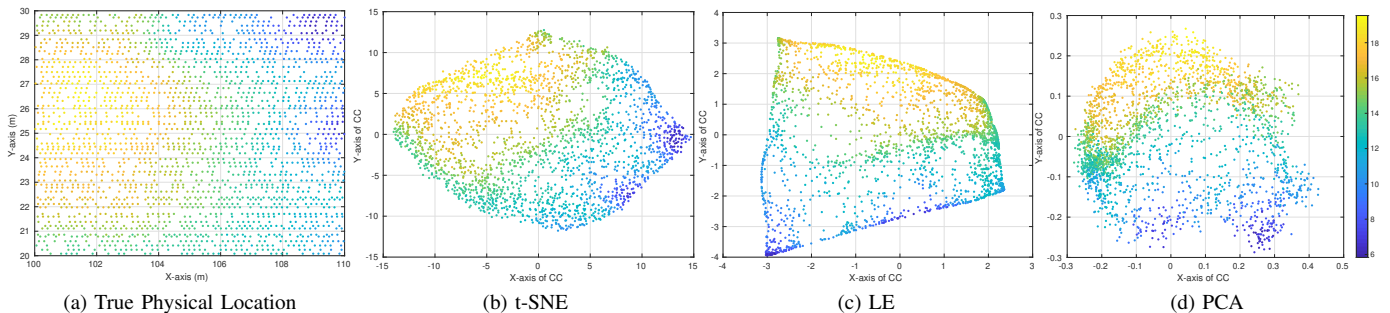 30
29
28
27
26
25
24
23
22
21
20
Y-axis (m)
100 102 104 106 108 110
X-axis (m)
(a) True Physical Location
15
10
5
0
-5
-10
-15
Y-axis of CC
-15 -10 -5 0 5 10 15
X-axis of CC
(b) t-SNE
4
3
2
1
0
-1
-2
-3
-4
Y-axis of CC
-4 -3 -2 -1 0 1 2 3
X-axis of CC
(c) LE
0.3
0.2
0.1
0
-0.1
-0.2
-0.3
Y-axis of CC
-0.3 -0.2 -0.1 0 0.1 0.2 0.3 0.4 0.5
X-axis of CC
(d) PCA
18
16
14
12
10
8
6